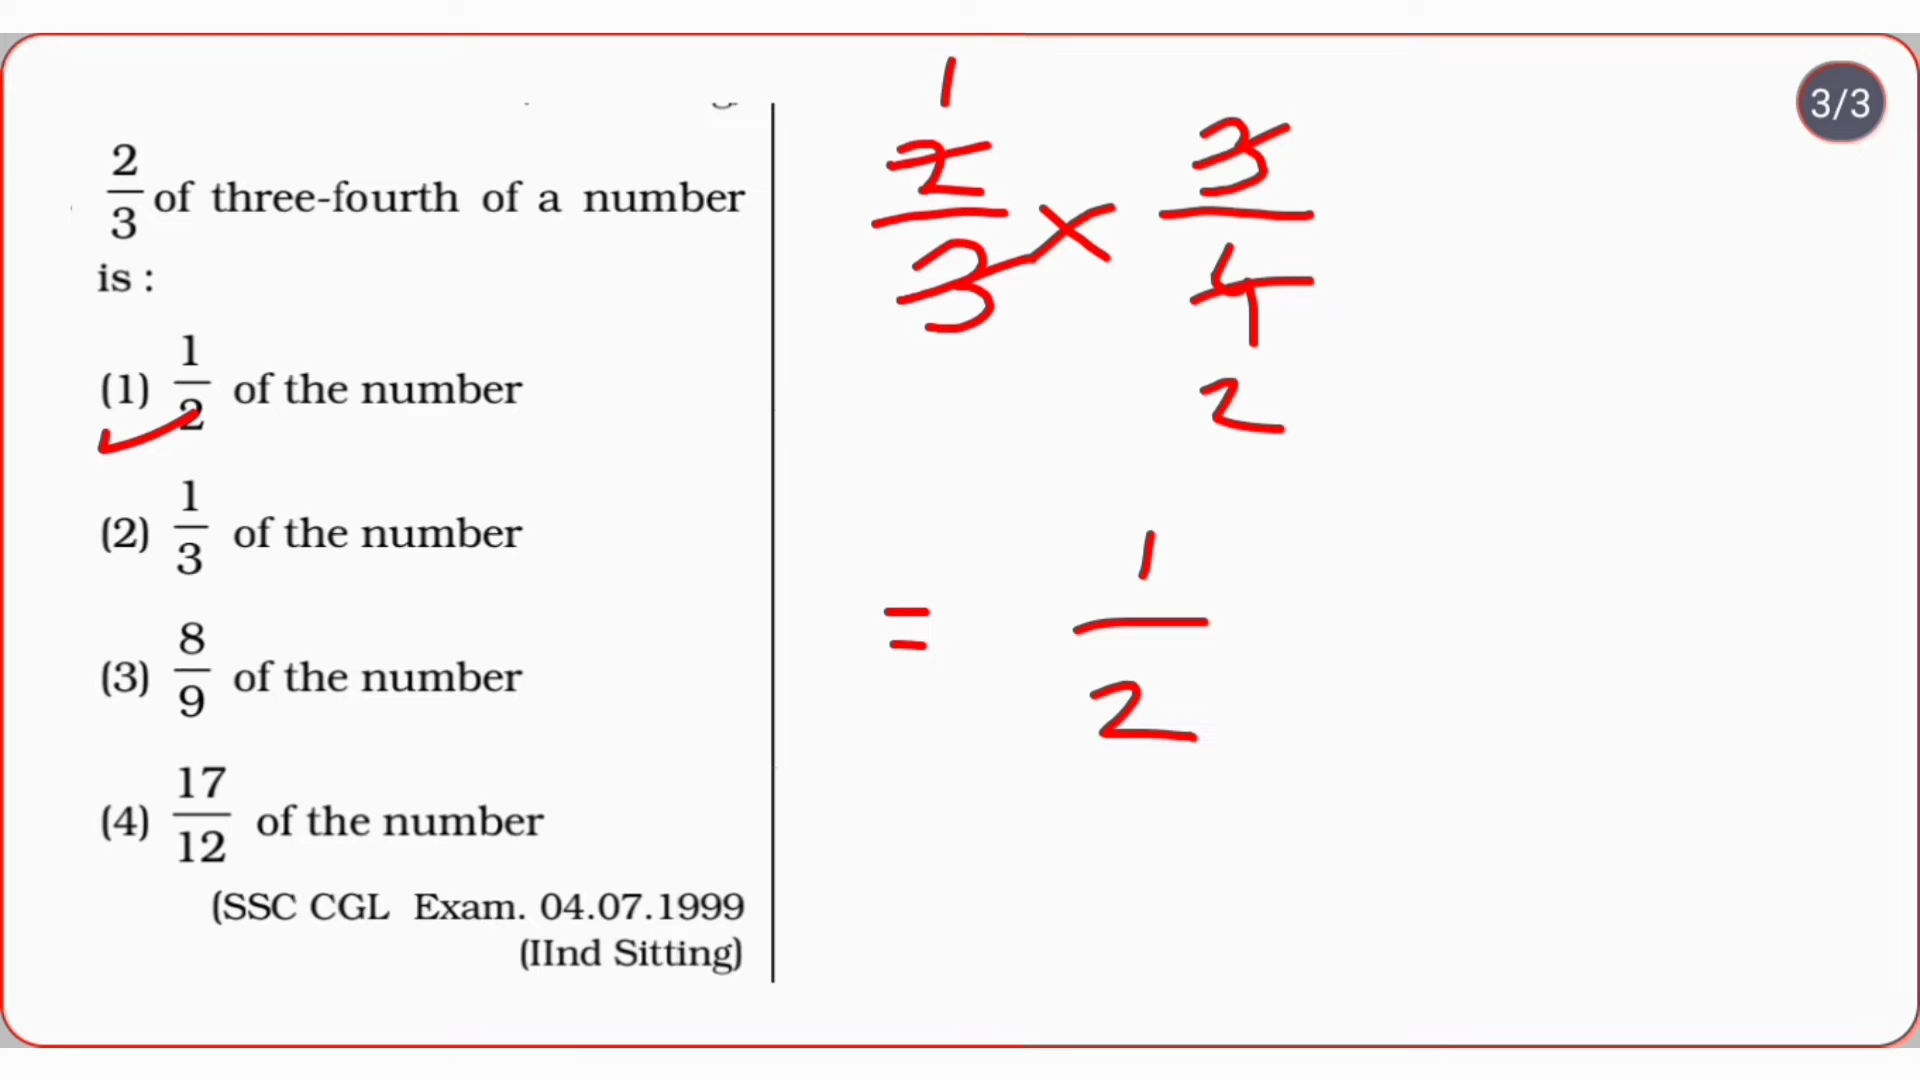 2/3 of three-fourth of a number
is :
(1) 1/2 of the number
(2) 1/3 of the number
(3) 8/9 of the number
(4) 17/12 of the number
(SSC CGL Exam. 04.07.1999
(IInd Sitting)
1
2/3 × 3/4
2
= 1/2
3/3